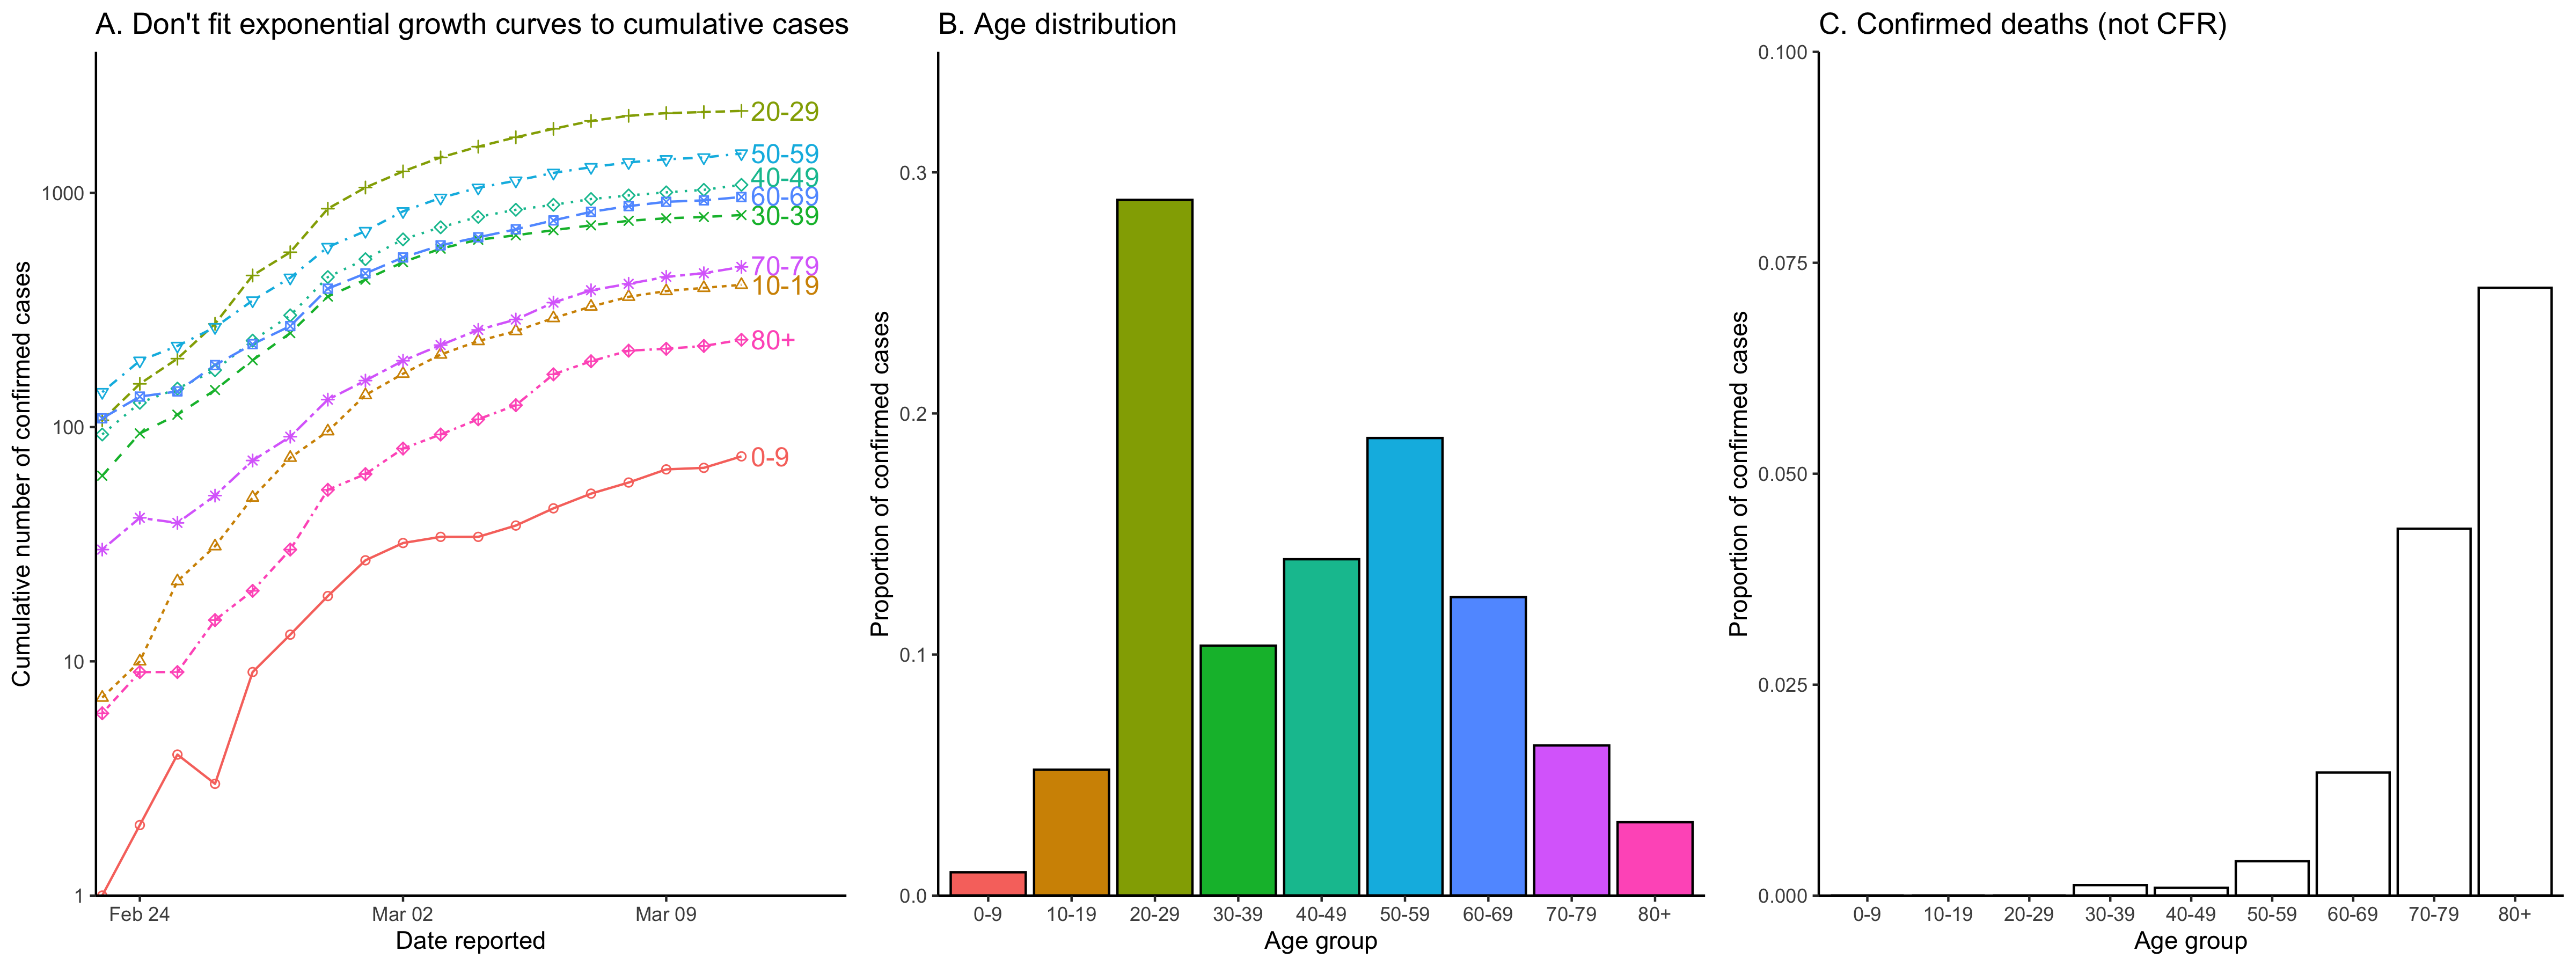 A. Don't fit exponential growth curves to cumulative cases
Cumulative number of confirmed cases
1000
100
10
1
20-29
50-59
40-49
60-69
30-39
70-79
10-19
80+
0-9
Feb 24 Mar 02 Mar 09
Date reported
B. Age distribution
Proportion of confirmed cases
0.3
0.2
0.1
0.0
0-9 10-19 20-29 30-39 40-49 50-59 60-69 70-79 80+
Age group
C. Confirmed deaths (not CFR)
Proportion of confirmed cases
0.100
0.075
0.050
0.025
0.000
0-9 10-19 20-29 30-39 40-49 50-59 60-69 70-79 80+
Age group